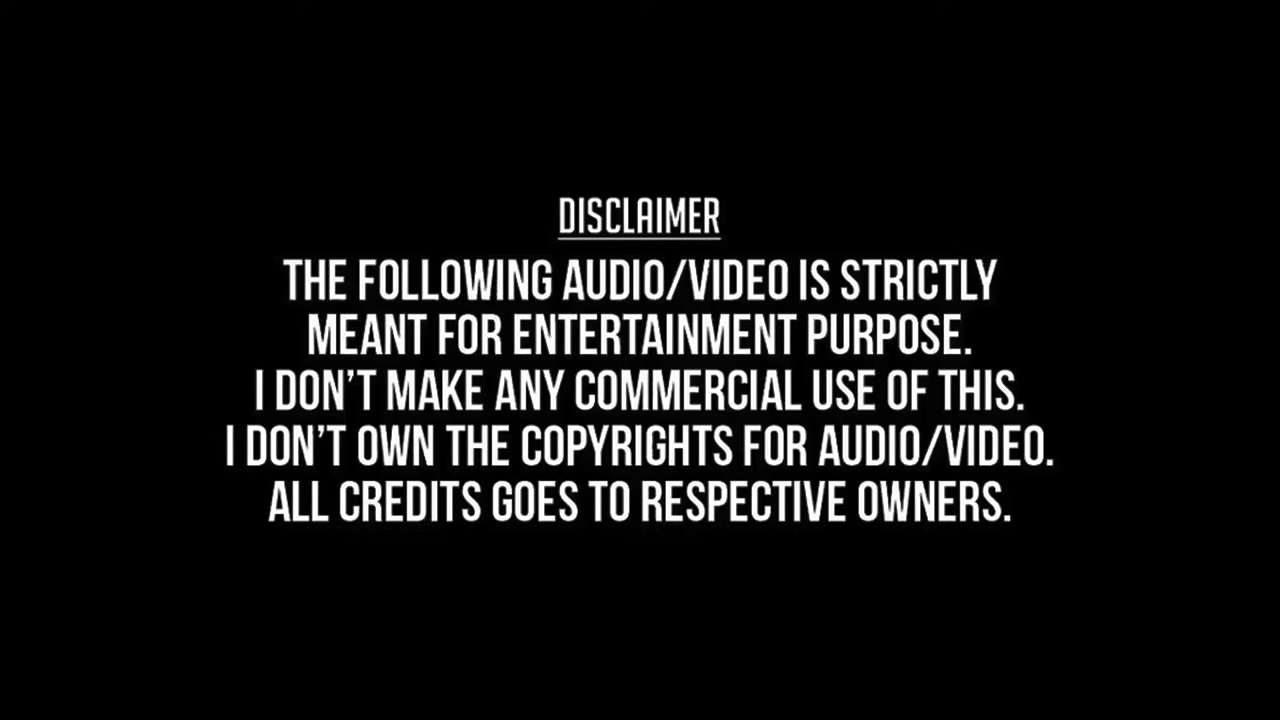 DISCLAIMER
THE FOLLOWING AUDIO/VIDEO IS STRICTLY
MEANT FOR ENTERTAINMENT PURPOSE.
I DON'T MAKE ANY COMMERCIAL USE OF THIS.
I DON'T OWN THE COPYRIGHTS FOR AUDIO/VIDEO.
ALL CREDITS GOES TO RESPECTIVE OWNERS.